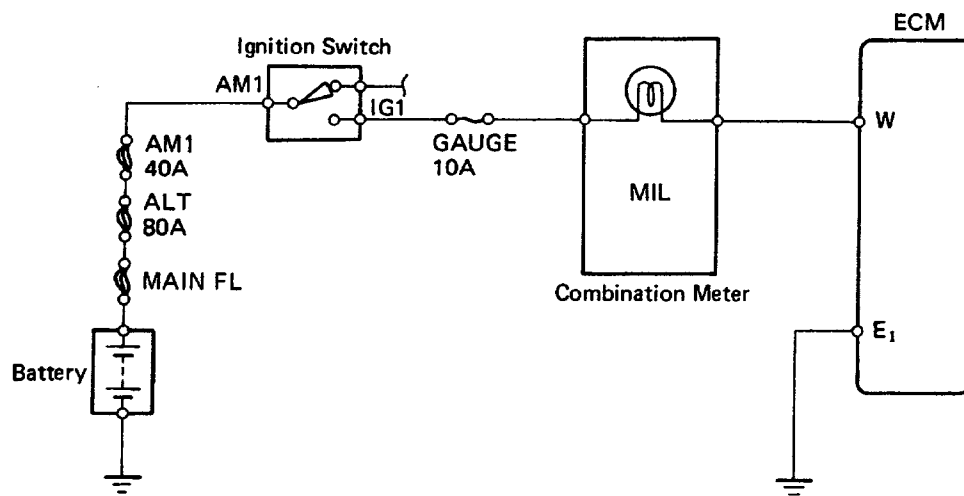 ECM
Ignition Switch
AM1
IG1
W
GAUGE
10A
AM1
40A
ALT
80A
MIL
MAIN FL
Combination Meter
E1
Battery